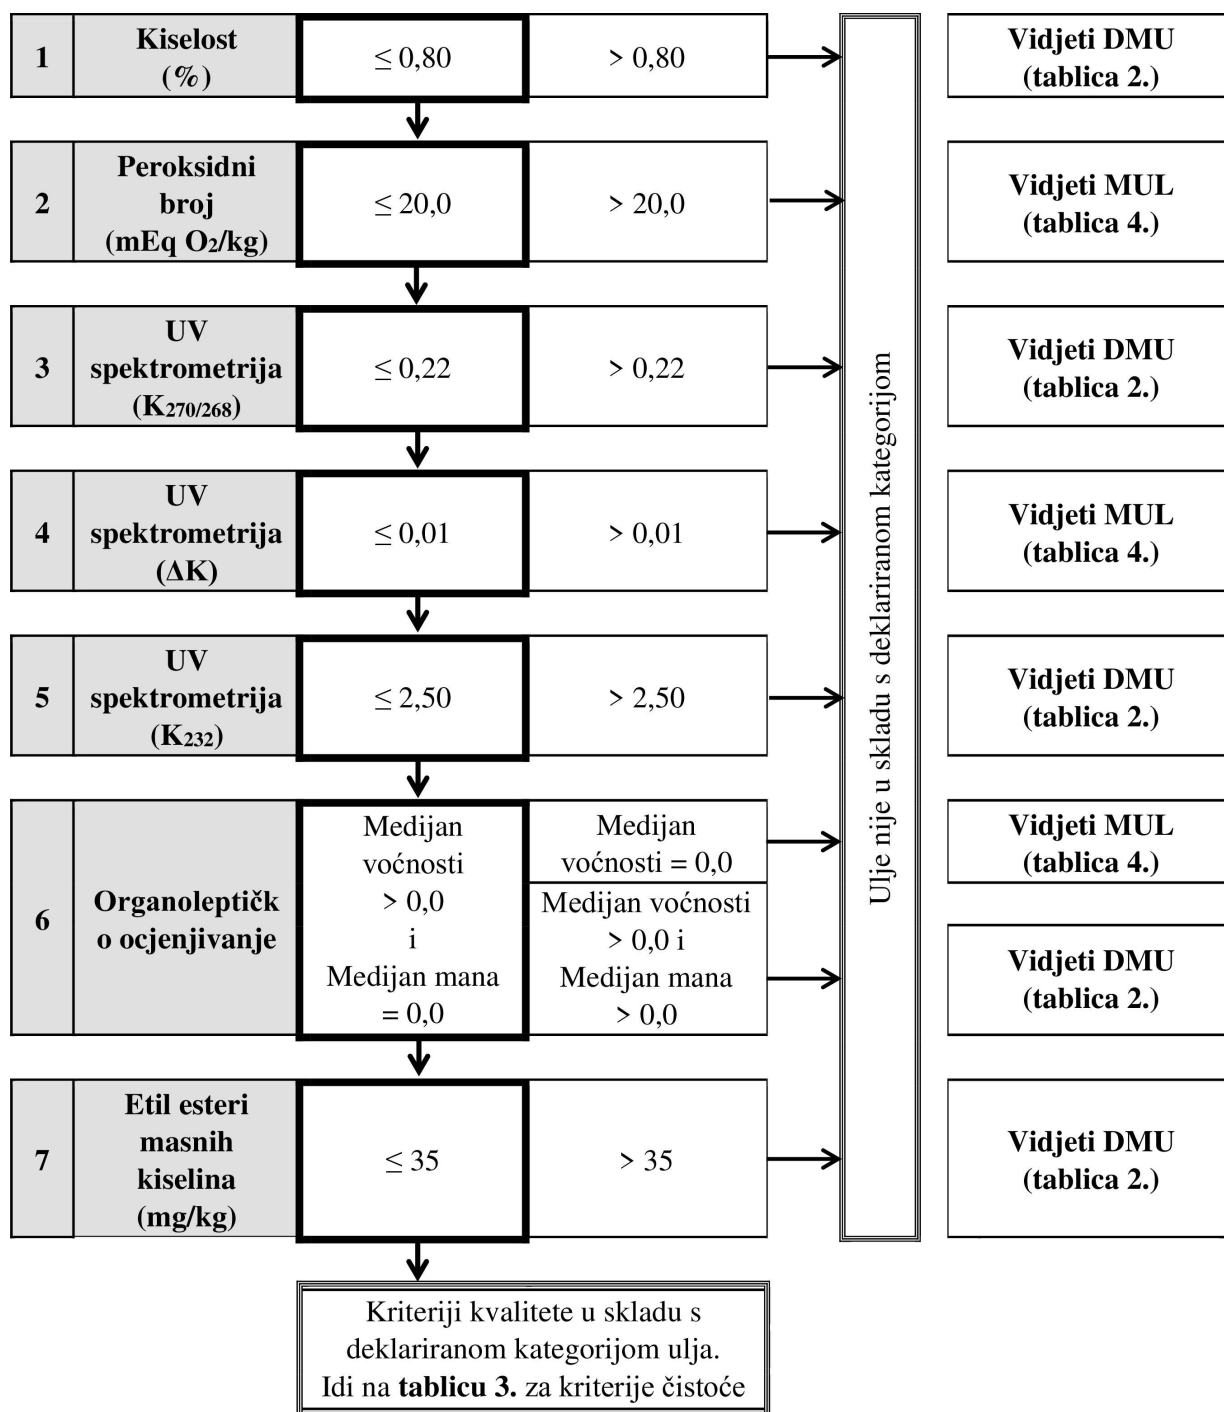 1
Kiselost
(%)
≤ 0,80
> 0,80
Vidjeti DMU
(tablica 2.)
2
Peroksidni
broj
(mEq O₂/kg)
≤ 20,0
> 20,0
Vidjeti MUL
(tablica 4.)
3
UV
spektrometrija
(K₂₇₀/₂₆₈)
≤ 0,22
> 0,22
Vidjeti DMU
(tablica 2.)
4
UV
spektrometrija
(ΔK)
≤ 0,01
> 0,01
Vidjeti MUL
(tablica 4.)
5
UV
spektrometrija
(K₂₃₂)
≤ 2,50
> 2,50
Vidjeti DMU
(tablica 2.)
6
Organoleptičk
o ocjenjivanje
Medijan
voćnosti
> 0,0
i
Medijan mana
= 0,0
Medijan
voćnosti = 0,0
Vidjeti MUL
(tablica 4.)
Medijan voćnosti
> 0,0 i
Medijan mana
> 0,0
Vidjeti DMU
(tablica 2.)
7
Etil esteri
masnih
kiselina
(mg/kg)
≤ 35
> 35
Vidjeti DMU
(tablica 2.)
Ulje nije u skladu s deklariranom kategorijom
Kriteriji kvalitete u skladu s
deklariranom kategorijom ulja.
Idi na tablicu 3. za kriterije čistoće